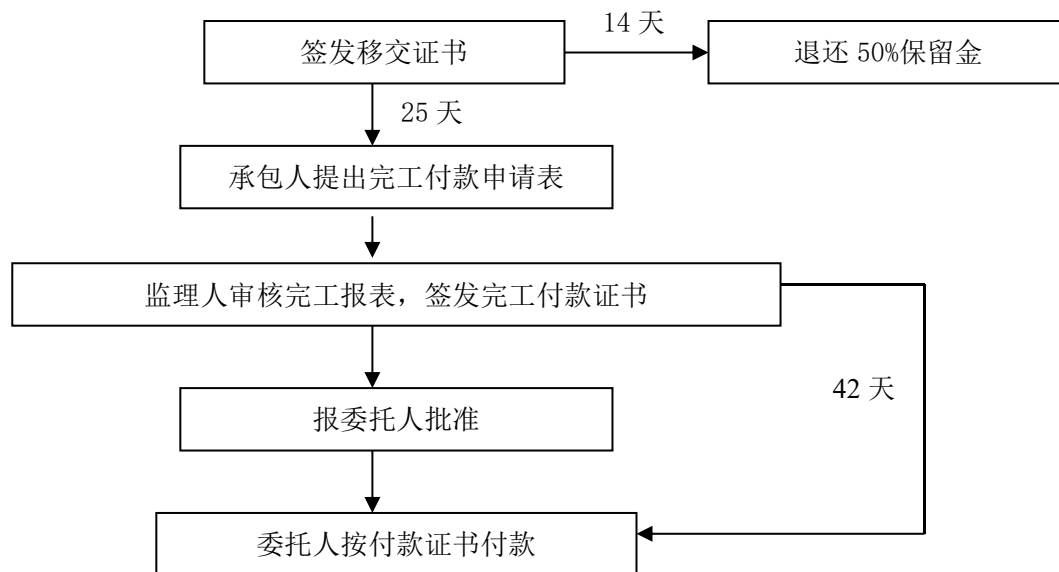 14 天
签发移交证书
退还 50%保留金
25 天
承包人提出完工付款申请表
监理人审核完工报表，签发完工付款证书
42 天
报委托人批准
委托人按付款证书付款